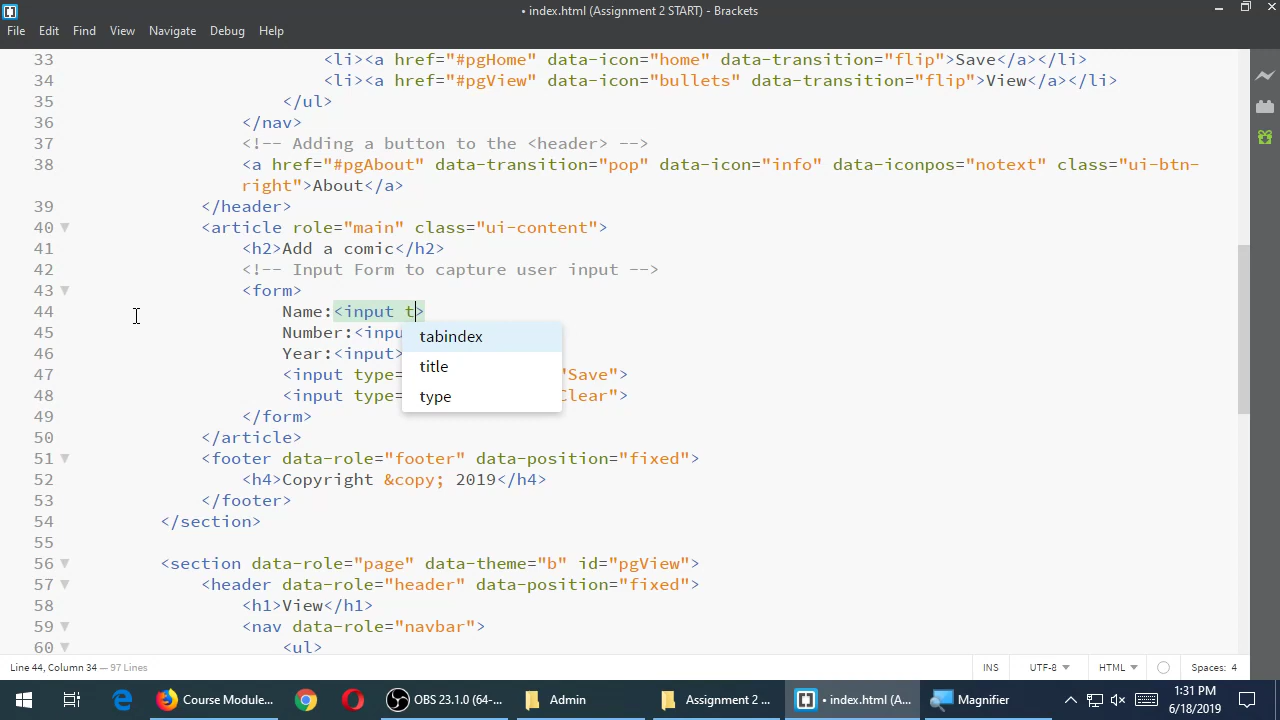 • index.html (Assignment 2 START) - Brackets
File Edit Find View Navigate Debug Help
33 <li><a href="#pgHome" data-icon="home" data-transition="flip">Save</a></li>
34 <li><a href="#pgView" data-icon="bullets" data-transition="flip">View</a></li>
35 </ul>
36 </nav>
37 <!-- Adding a button to the <header> -->
38 <a href="#pgAbout" data-transition="pop" data-icon="info" data-iconpos="notext" class="ui-btn-
right">About</a>
39 </header>
40 <article role="main" class="ui-content">
41 <h2>Add a comic</h2>
42 <!-- Input Form to capture user input -->
43 <form>
44 Name:<input t>
45 Number:<inpu
46 Year:<input>
47 <input type= "Save">
48 <input type= Clear">
tabindex
title
type
49 </form>
50 </article>
51 <footer data-role="footer" data-position="fixed">
52 <h4>Copyright &copy; 2019</h4>
53 </footer>
54 </section>
55
56 <section data-role="page" data-theme="b" id="pgView">
57 <header data-role="header" data-position="fixed">
58 <h1>View</h1>
59 <nav data-role="navbar">
60 <ul>
Line 44, Column 34 — 97 Lines INS UTF-8 HTML Spaces: 4
Course Module... OBS 23.1.0 (64-... Admin Assignment 2 ... • index.html (A... Magnifier
1:31 PM
6/18/2019